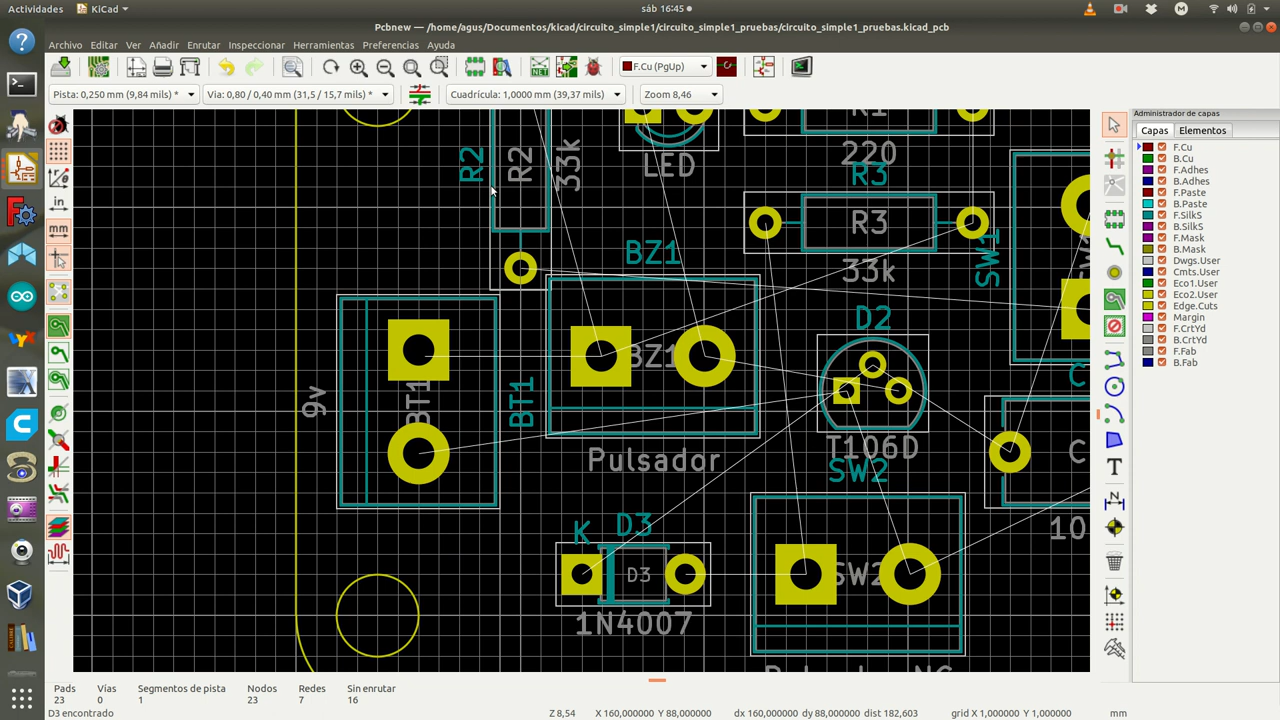 Actividades
KiCad
sáb 16:45
Pcbnew — /home/agus/Documentos/kicad/circuito_simple1/circuito_simple1_pruebas/circuito_simple1_pruebas.kicad_pcb
Archivo Editar Ver Añadir Enrutar Inspeccionar Herramientas Preferencias Ayuda
F.Cu (PgUp)
Pista: 0,250 mm (9,84 mils) *
Vía: 0,80 / 0,40 mm (31,5 / 15,7 mils) *
Cuadrícula: 1,0000 mm (39,37 mils)
Zoom 8,46
Administrador de capas
Capas Elementos
F.Cu
B.Cu
F.Adhes
B.Adhes
F.Paste
B.Paste
F.SilkS
B.SilkS
F.Mask
B.Mask
Dwgs.User
Cmts.User
Eco1.User
Eco2.User
Edge.Cuts
Margin
F.CrtYd
B.CrtYd
F.Fab
B.Fab
in
mm
R2
R2
33k
LED
R1
220
R3
R3
33k
BZ1
BZ1
Pulsador
SW1
9v
BT1
BT1
D2
T106D
SW2
SW2
K
D3
D3
1N4007
C
C
10
Pads Vías Segmentos de pista Nodos Redes Sin enrutar
23 0 1 23 7 16
D3 encontrado
Z 8,54
X 160,000000 Y 88,000000
dx 160,000000 dy 88,000000 dist 182,603
grid X 1,000000 Y 1,000000
mm